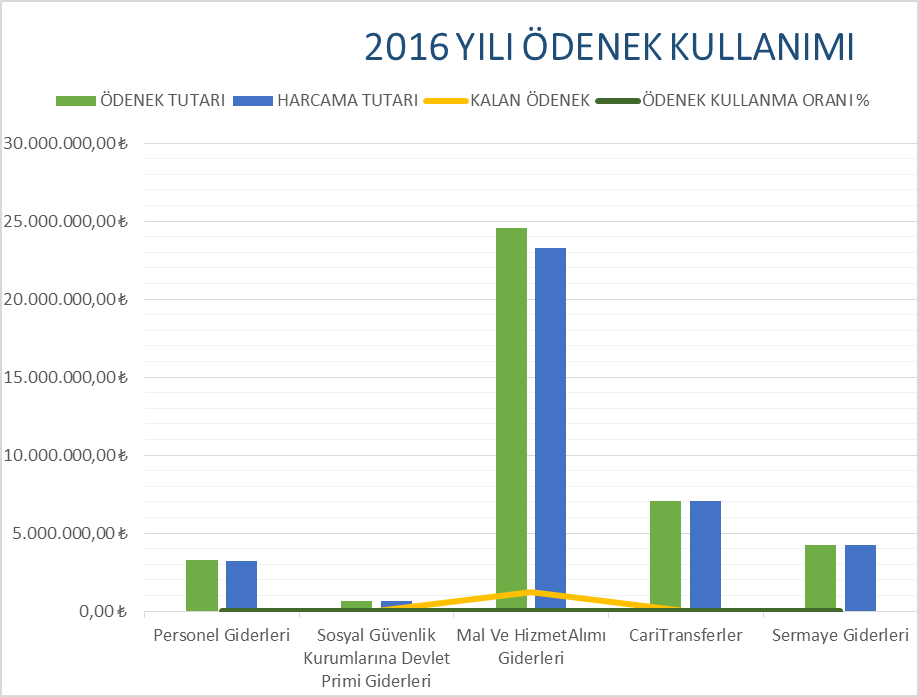 2016 YILI ÖDENEK KULLANIMI
ÖDENEK TUTARI HARCAMA TUTARI KALAN ÖDENEK ÖDENEK KULLANMA ORANI %
30.000.000,00 ₺
25.000.000,00 ₺
20.000.000,00 ₺
15.000.000,00 ₺
10.000.000,00 ₺
5.000.000,00 ₺
0,00 ₺
Personel Giderleri
Sosyal Güvenlik
Kurumlarına Devlet
Primi Giderleri
Mal Ve HizmetAlımı
Giderleri
CariTransferler
Sermaye Giderleri